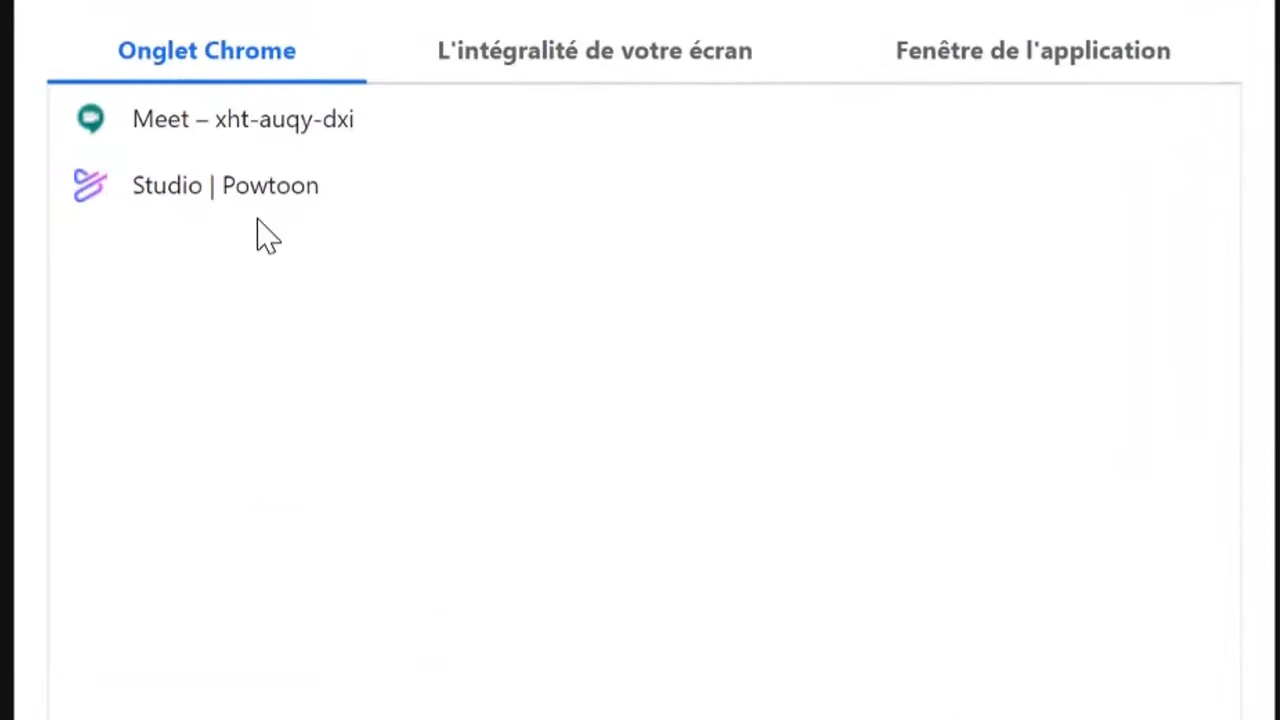 Onglet Chrome
L'intégralité de votre écran
Fenêtre de l'application
Meet – xht-auqy-dxi
Studio | Powtoon